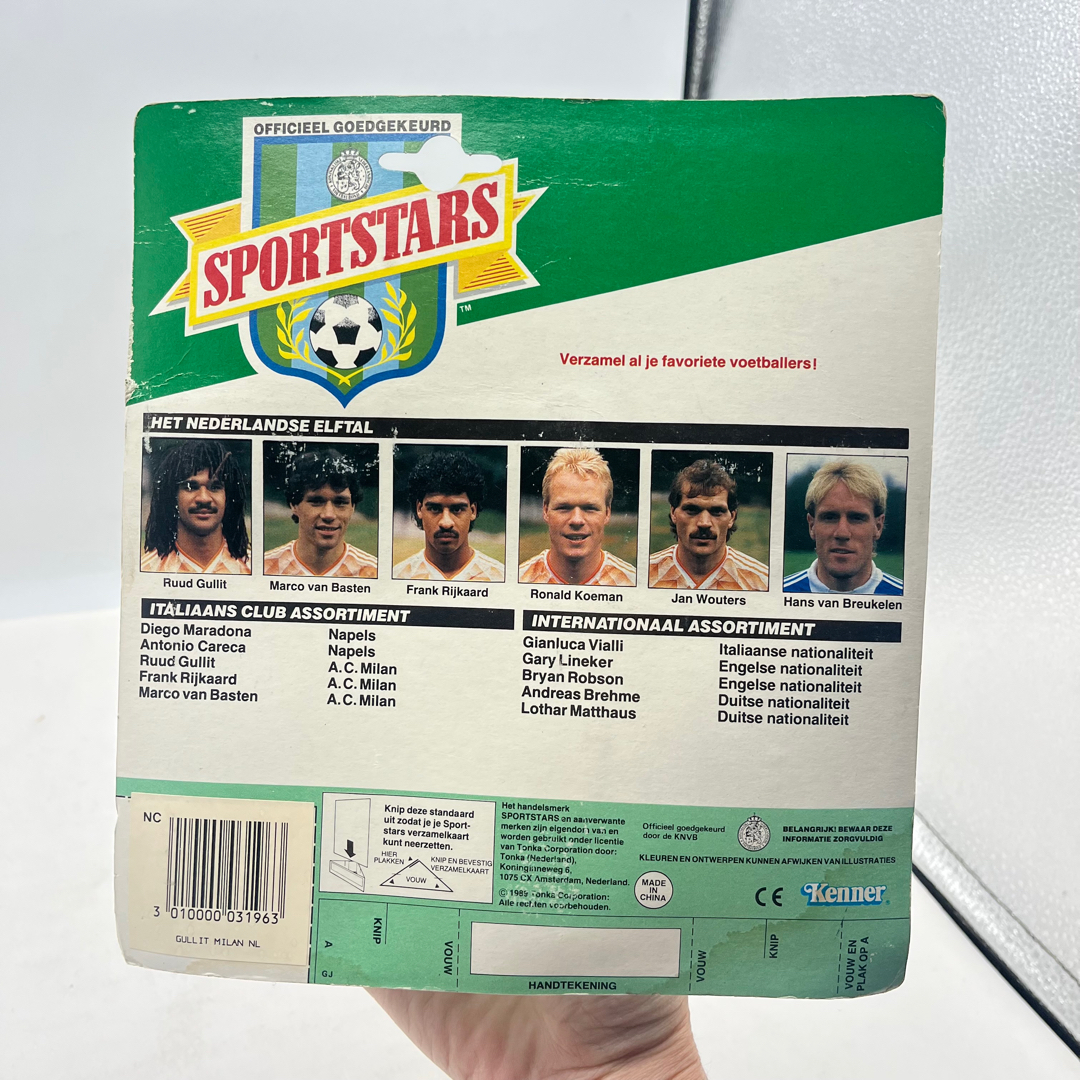 OFFICIEEL GOEDGEKEURD
SPORTSTARS
TM
Verzamel al je favoriete voetballers!
HET NEDERLANDSE ELFTAL
Ruud Gullit
Marco van Basten
Frank Rijkaard
Ronald Koeman
Jan Wouters
Hans van Breukelen
ITALIAANS CLUB ASSORTIMENT
Diego Maradona Napels
Antonio Careca Napels
Ruud Gullit A.C. Milan
Frank Rijkaard A.C. Milan
Marco van Basten A.C. Milan
INTERNATIONAAL ASSORTIMENT
Gianluca Vialli Italiaanse nationaliteit
Gary Lineker Engelse nationaliteit
Bryan Robson Engelse nationaliteit
Andreas Brehme Duitse nationaliteit
Lothar Matthaus Duitse nationaliteit
NC
3 010000 031963
GULLIT MILAN NL
Knip deze standaard
uit zodat je je Sport-
stars verzamelkaart
kunt neerzetten.
HIER
PLAKKEN
KNIP EN BEVESTIG
VERZAMELKAART
VOUW
Het handelsmerk
SPORTSTARS en aanverwante
merken zijn eigendom van en
worden gebruikt onder licentie
van Tonka Corporation door:
Tonka (Nederland),
Koninginneweg 6,
1075 CX Amsterdam, Nederland.
© 1989 Tonka Corporation:
Alle rechten voorbehouden.
Officieel goedgekeurd
door de KNVB
BELANGRIJK! BEWAAR DEZE
INFORMATIE ZORGVULDIG
KLEUREN EN ONTWERPEN KUNNEN AFWIJKEN VAN ILLUSTRATIES
MADE
IN
CHINA
CE
Kenner
A
GJ
KNIP
VOUW
HANDTEKENING
VOUW
KNIP
VOUW EN
PLAK OP A